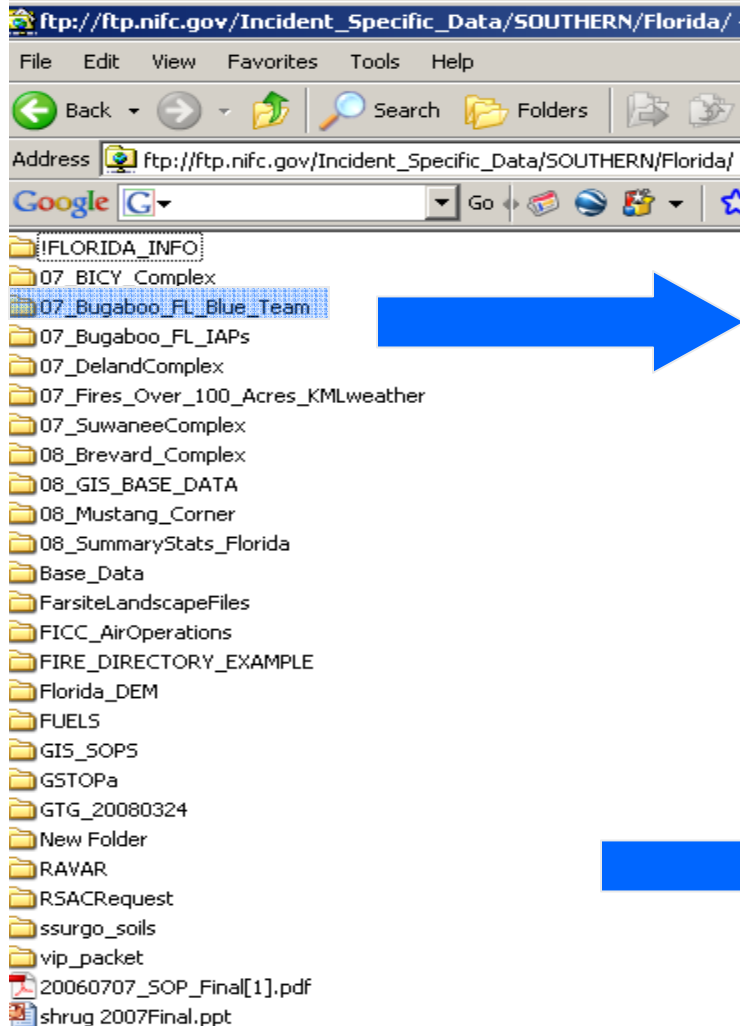 ftp://ftp.nifc.gov/Incident_Specific_Data/SOUTHERN/Florida/ -
File Edit View Favorites Tools Help
Back Search Folders
Address ftp://ftp.nifc.gov/Incident_Specific_Data/SOUTHERN/Florida/
Google G Go
!FLORIDA_INFO
07_BICY_Complex
07_Bugaboo_FL_Blue_Team
07_Bugaboo_FL_IAPs
07_DelandComplex
07_Fires_Over_100_Acres_KMLweather
07_SuwaneeComplex
08_Brevard_Complex
08_GIS_BASE_DATA
08_Mustang_Corner
08_SummaryStats_Florida
Base_Data
FarsiteLandscapeFiles
FICC_AirOperations
FIRE_DIRECTORY_EXAMPLE
Florida_DEM
FUELS
GIS_SOPS
GSTOPa
GTG_20080324
New Folder
RAVAR
RSACRequest
ssurgo_soils
vip_packet
20060707_SOP_Final[1].pdf
shrug 2007Final.ppt